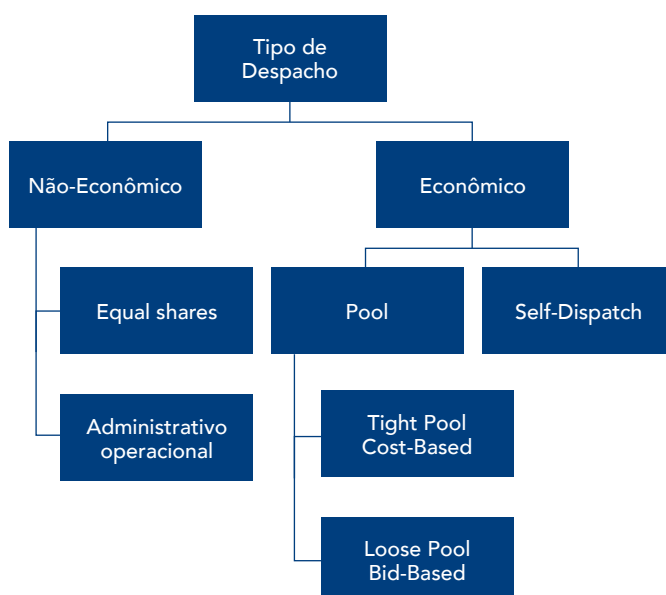 Tipo de
Despacho
Não-Econômico
Econômico
Equal shares
Pool
Self-Dispatch
Administrativo
operacional
Tight Pool
Cost-Based
Loose Pool
Bid-Based